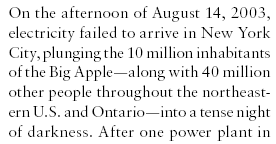 On the afternoon of August 14, 2003,
electricity failed to arrive in New York
City, plunging the 10 million inhabitants
of the Big Apple—along with 40 million
other people throughout the northeast-
ern U.S. and Ontario—into a tense night
of darkness. After one power plant in